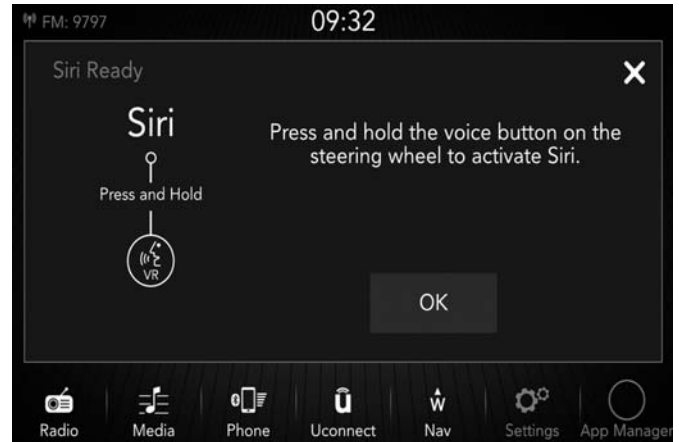 FM: 9797
09:32
Siri Ready
X
Siri
Press and Hold
VR
Press and hold the voice button on the
steering wheel to activate Siri.
OK
Radio
Media
Phone
Uconnect
Nav
Settings
App Manager
û
W